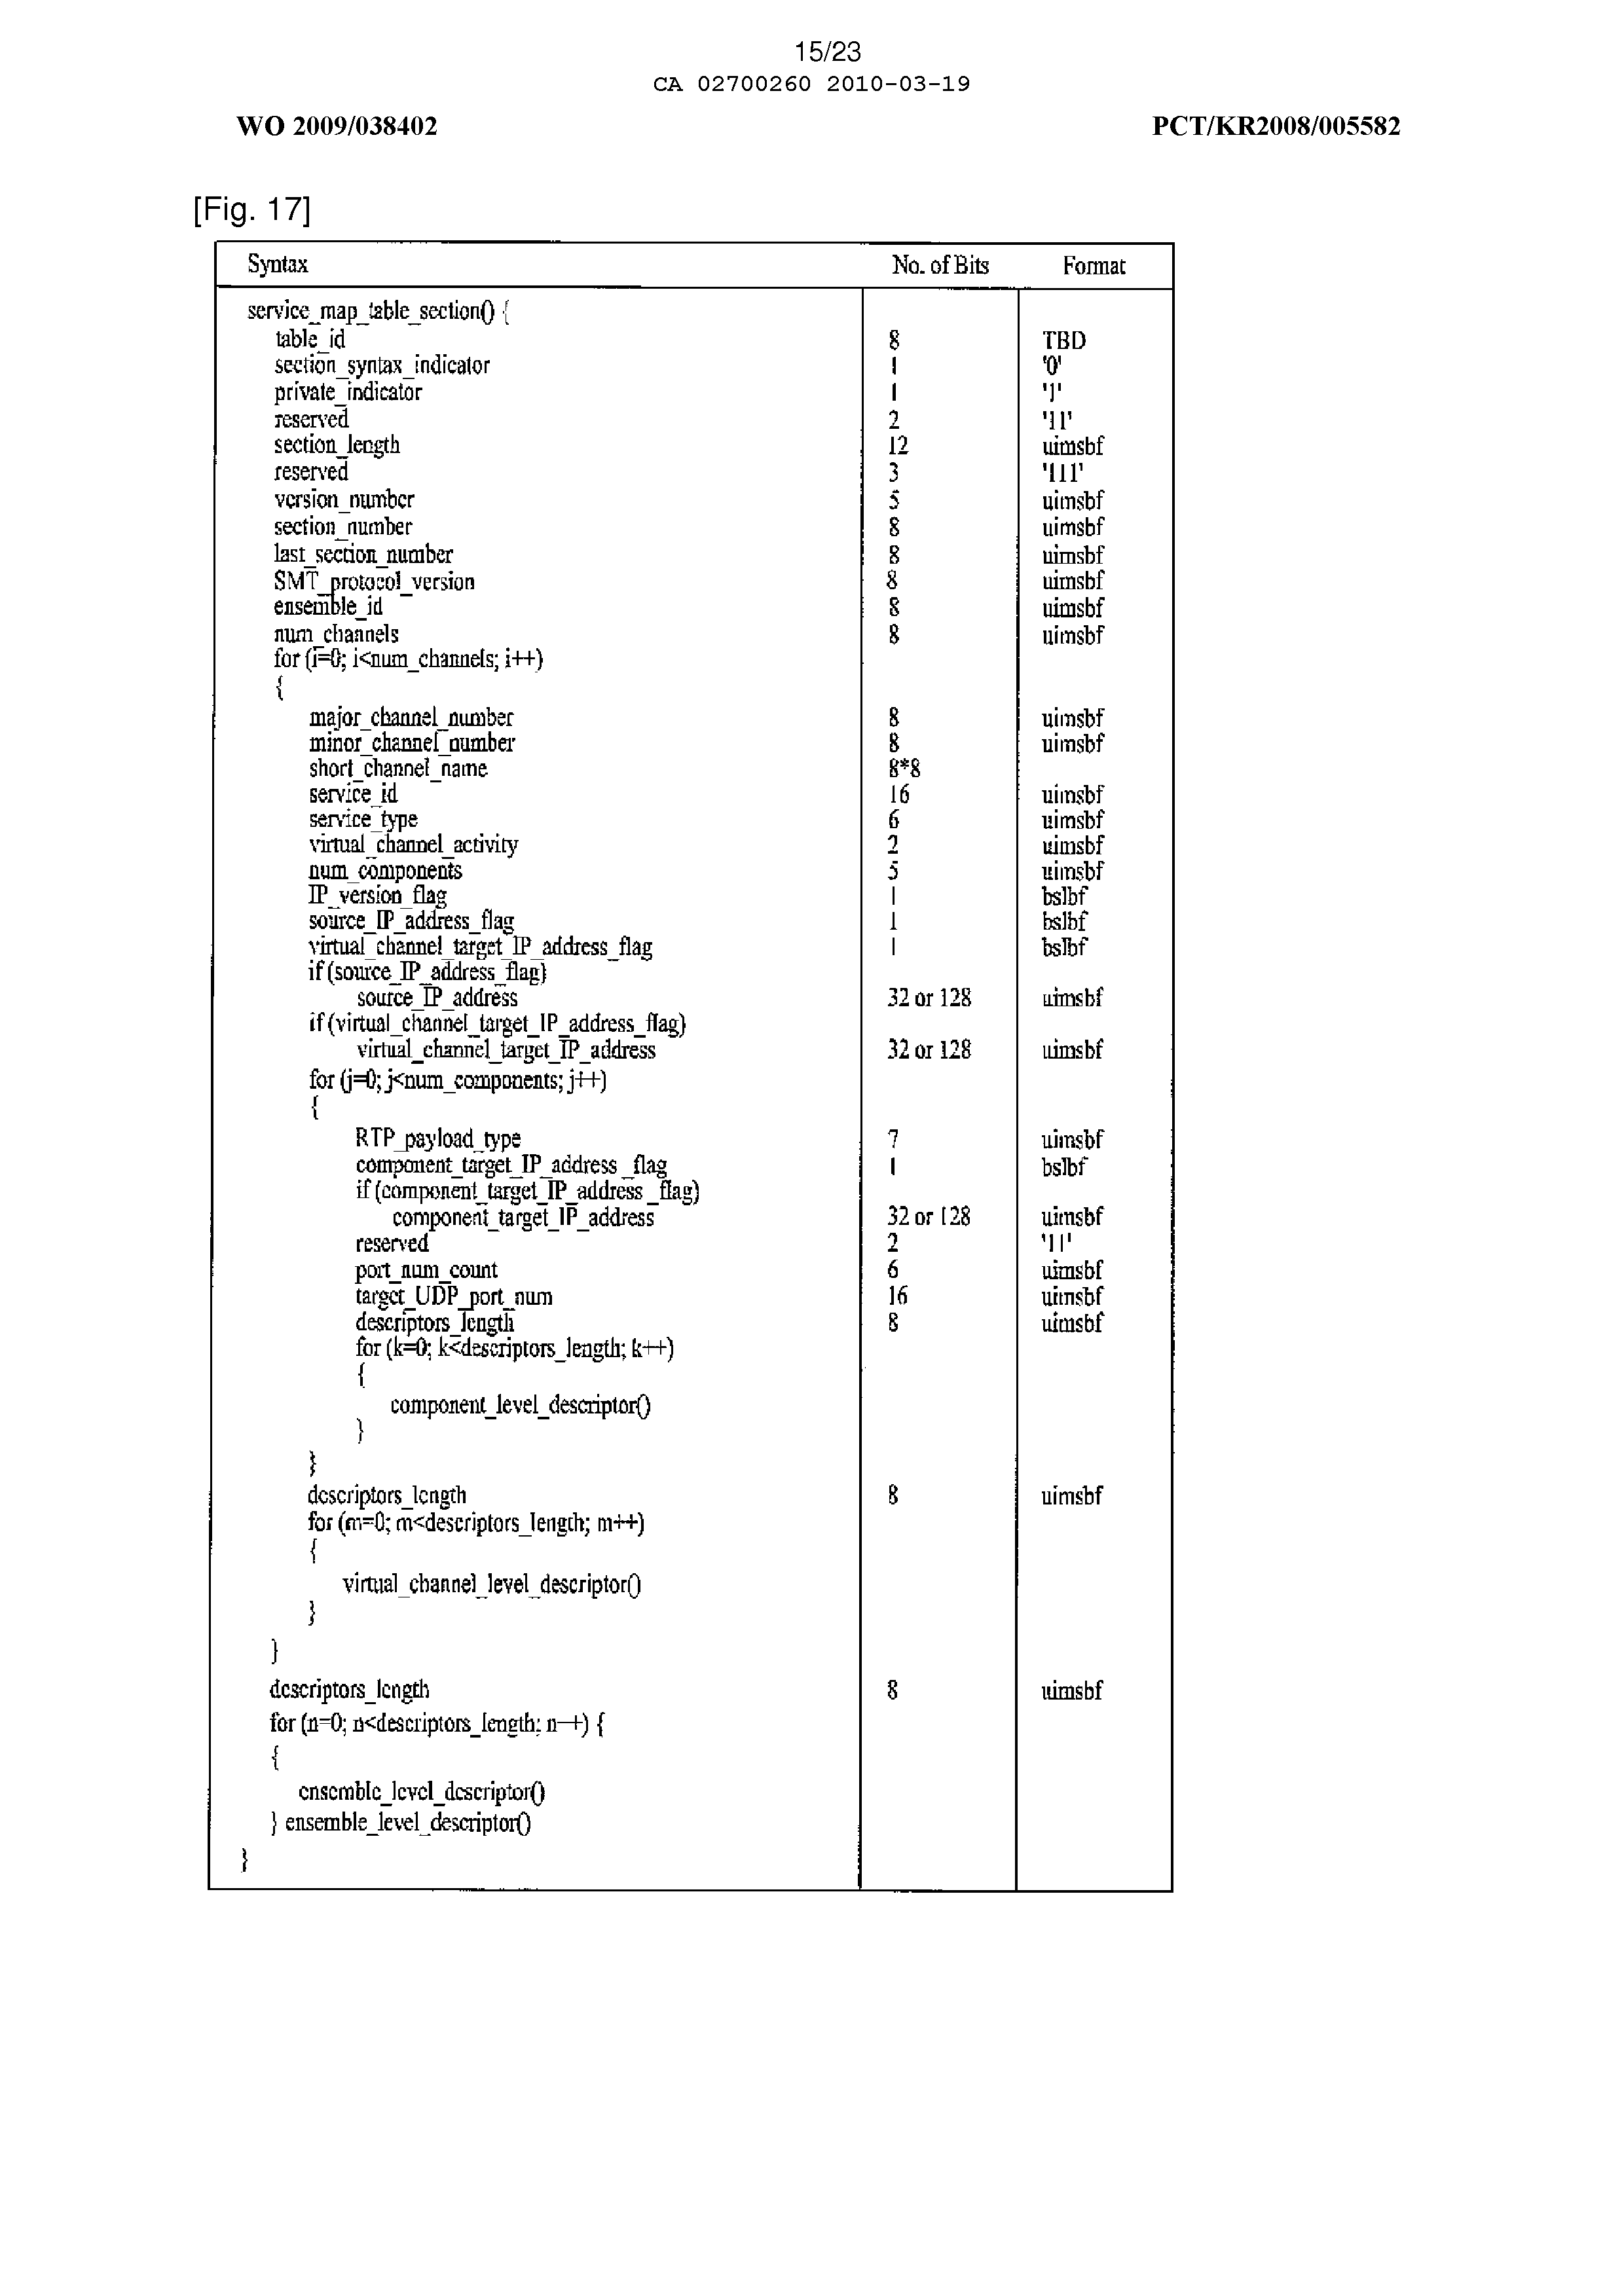 15/23
CA 02700260 2010-03-19
WO 2009/038402 PCT/KR2008/005582
[Fig. 17]
Syntax No. of Bits Format
service_map_table_section() {
table_id 8 TBD
section_syntax_indicator 1 '0'
private_indicator 1 '1'
reserved 2 '11'
section_length 12 uimsbf
reserved 3 '111'
version_number 5 uimsbf
section_number 8 uimsbf
last_section_number 8 uimsbf
SMT_protocol_version 8 uimsbf
ensemble_id 8 uimsbf
num_channels 8 uimsbf
for (i=0; i<num_channels; i++)
{
major_channel_number 8 uimsbf
minor_channel_number 8 uimsbf
short_channel_name 8*8
service_id 16 uimsbf
service_type 6 uimsbf
virtual_channel_activity 2 uimsbf
num_components 5 uimsbf
IP_version_flag 1 bslbf
source_IP_address_flag 1 bslbf
virtual_channel_target_IP_address_flag 1 bslbf
if (source_IP_address_flag)
source_IP_address 32 or 128 uimsbf
if (virtual_channel_target_IP_address_flag)
virtual_channel_target_IP_address 32 or 128 uimsbf
for (j=0; j<num_components; j++)
{
RTP_payload_type 7 uimsbf
component_target_IP_address_flag 1 bslbf
if (component_target_IP_address_flag)
component_target_IP_address 32 or 128 uimsbf
reserved 2 '11'
port_num_count 6 uimsbf
target_UDP_port_num 16 uimsbf
descriptors_length 8 uimsbf
for (k=0; k<descriptors_length; k++)
{
component_level_descriptor()
}
}
descriptors_length 8 uimsbf
for (m=0; m<descriptors_length; m++)
{
virtual_channel_level_descriptor()
}
}
descriptors_length 8 uimsbf
for (n=0; n<descriptors_length; n++) {
{
ensemble_level_descriptor()
} ensemble_level_descriptor()
}